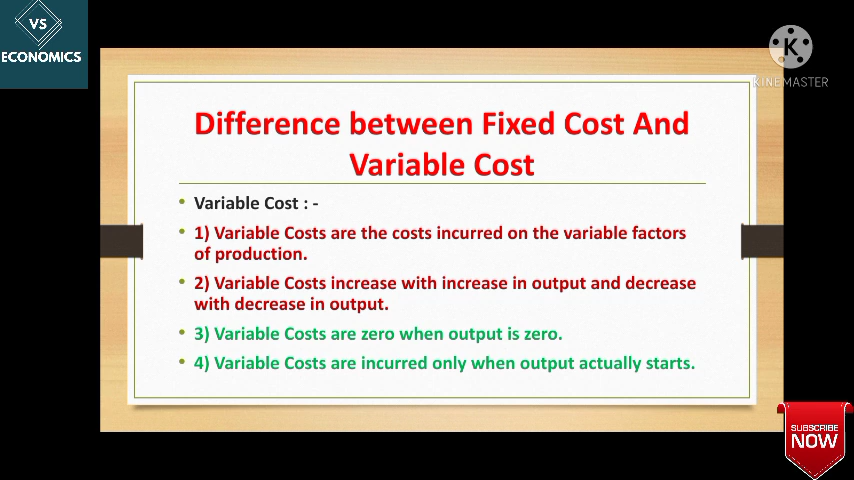 VS
ECONOMICS
K
KINEMASTER
Difference between Fixed Cost And
Variable Cost
• Variable Cost : -
• 1) Variable Costs are the costs incurred on the variable factors
of production.
• 2) Variable Costs increase with increase in output and decrease
with decrease in output.
• 3) Variable Costs are zero when output is zero.
• 4) Variable Costs are incurred only when output actually starts.
SUBSCRIBE
NOW